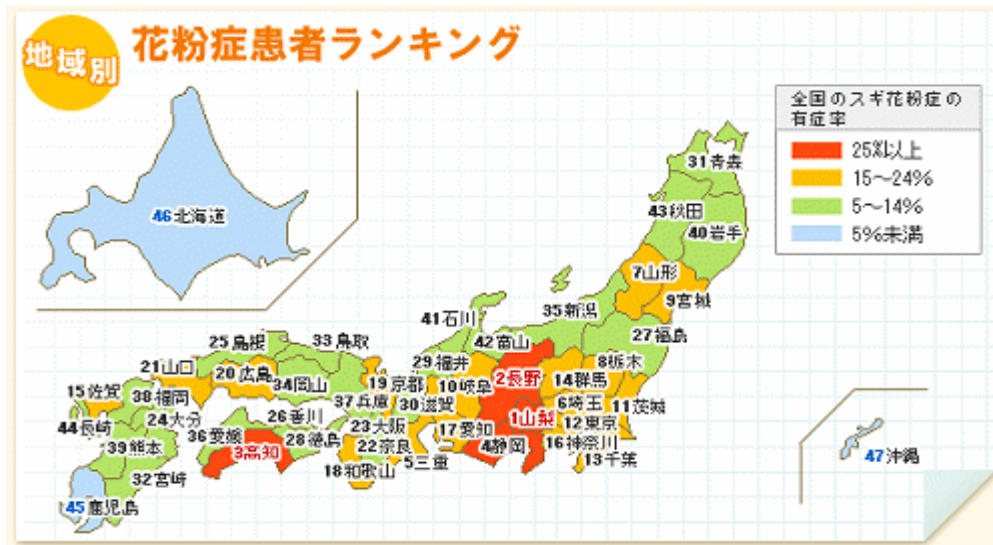 地域別
花粉症患者ランキング
全国のスギ花粉症の
有症率
25%以上
15～24%
5～14%
5%未満
46北海道
31青森
43秋田
40岩手
7山形
9宮城
35新潟
27福島
41石川
42富山
25島根
33鳥取
29福井
8栃木
21山口
20広島
34岡山
19京都
10岐阜
2長野
14群馬
15佐賀
38福岡
37兵庫
30滋賀
6埼玉
11茨城
24大分
26香川
23大阪
17愛知
1山梨
12東京
44長崎
39熊本
36愛媛
28徳島
22奈良
4静岡
16神奈川
3高知
5三重
13千葉
32宮崎
18和歌山
45鹿児島
47沖縄